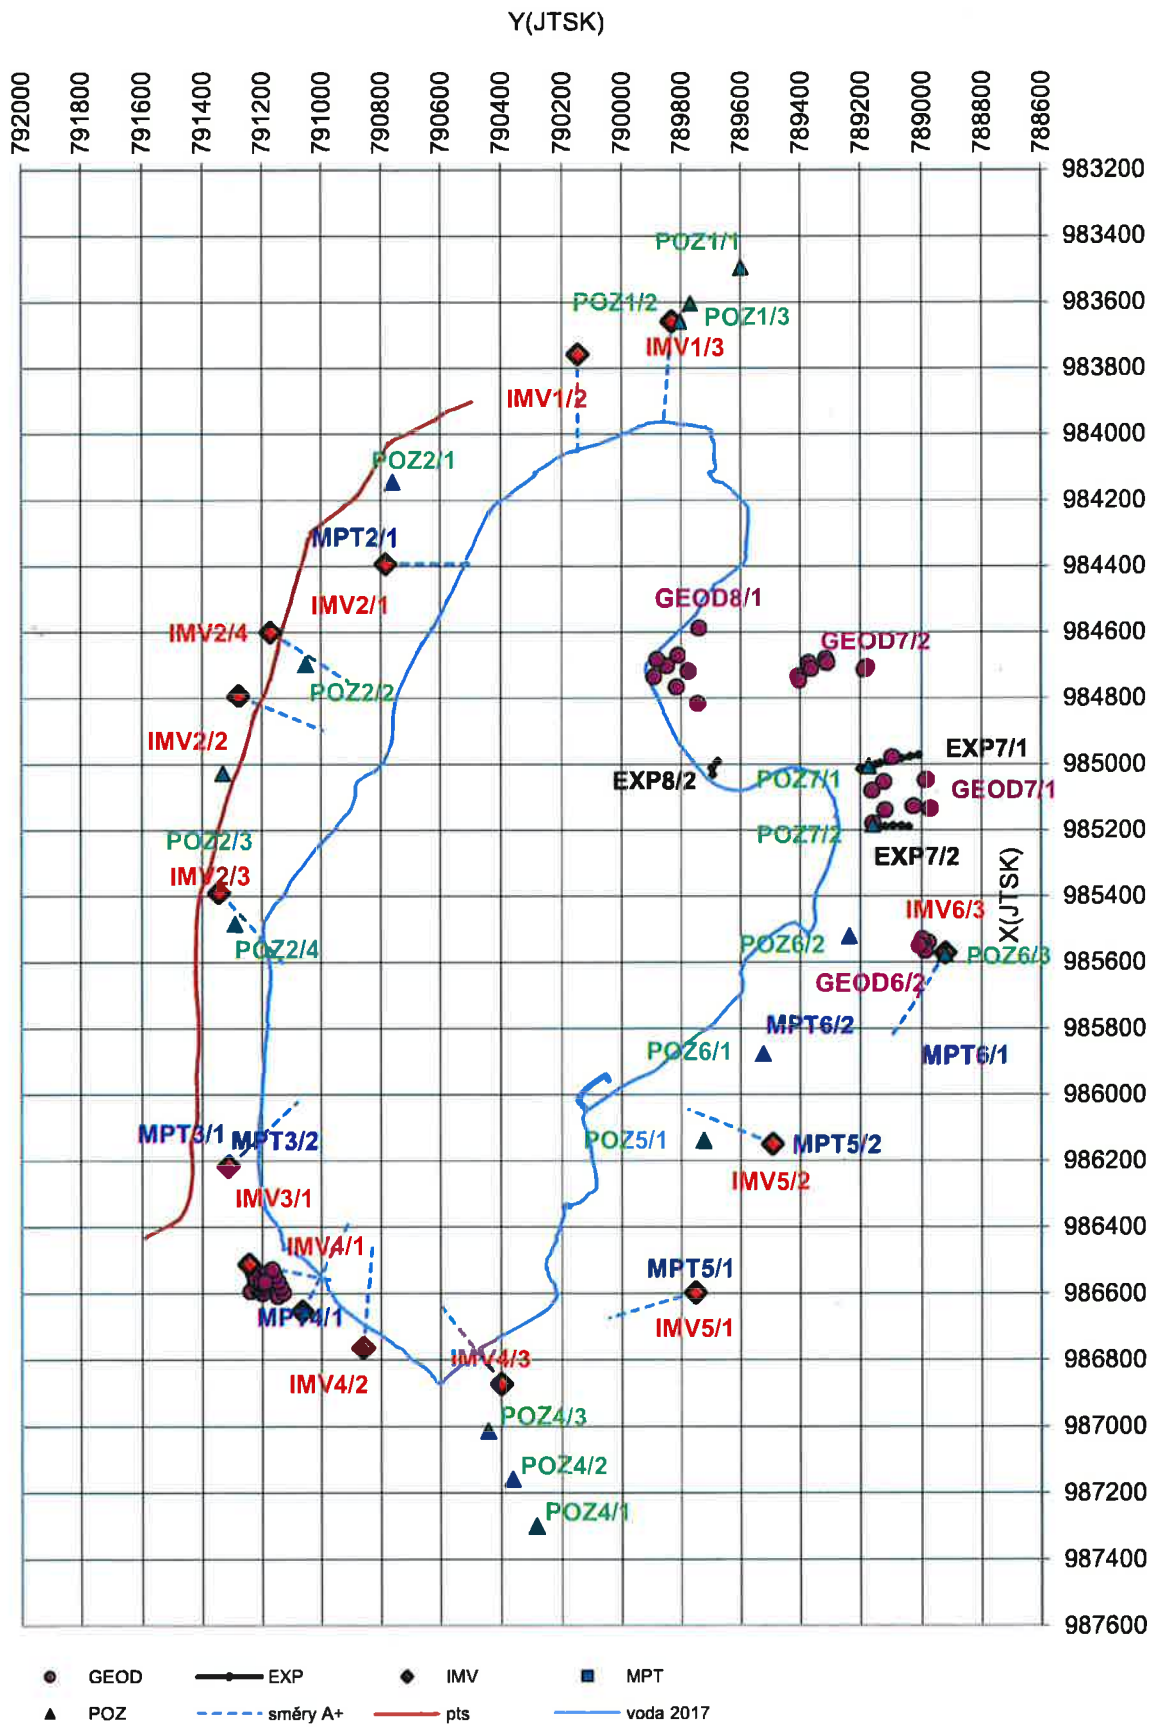 Y(JTSK)
792000
791800
791600
791400
791200
791000
790800
790600
790400
790200
790000
789800
789600
789400
789200
789000
788800
788600
983200
983400
983600
983800
984000
984200
984400
984600
984800
985000
985200
985400
985600
985800
986000
986200
986400
986600
986800
987000
987200
987400
987600
X(JTSK)
POZ1/1
POZ1/2
POZ1/3
IMV1/3
IMV1/2
POZ2/1
MPT2/1
IMV2/1
GEOD8/1
IMV2/4
GEOD7/2
POZ2/2
IMV2/2
EXP7/1
EXP8/2
POZ7/1
GEOD7/1
POZ2/3
POZ7/2
EXP7/2
IMV2/3
IMV6/3
POZ2/4
POZ6/2
POZ6/3
GEOD6/2
MPT6/2
POZ6/1
MPT6/1
MPT3/1
MPT3/2
POZ5/1
MPT5/2
IMV5/2
IMV3/1
IMV4/1
MPT5/1
MPT4/1
IMV5/1
IMV4/3
IMV4/2
POZ4/3
POZ4/2
POZ4/1
GEOD
EXP
IMV
MPT
POZ
směry A+
pts
voda 2017